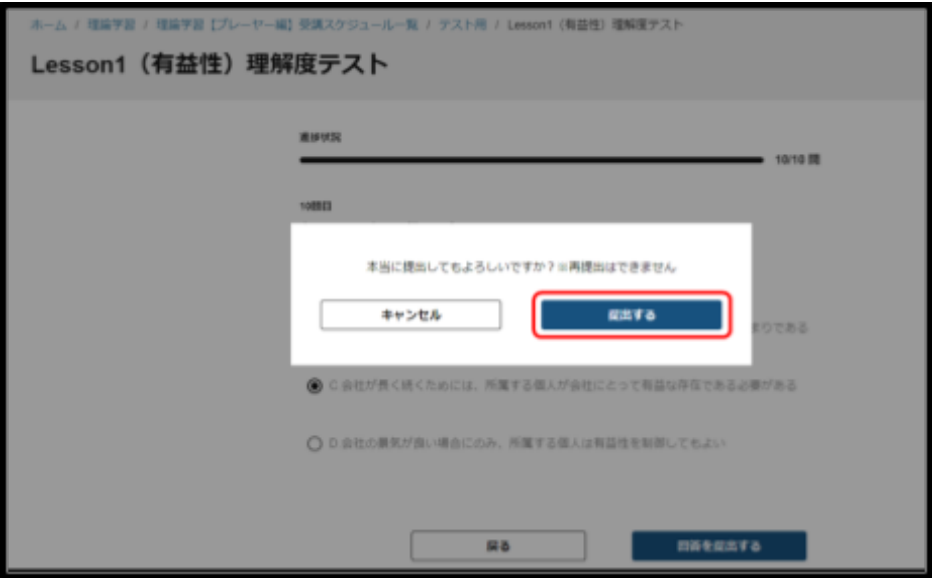 ホーム / 理論学習 / 理論学習【プレーヤー編】受講スケジュール一覧 / テスト用 / Lesson1（有益性）理解度テスト
Lesson1（有益性）理解度テスト
進捗状況
10/10 問
10問目
本当に提出してもよろしいですか？※再提出はできません
キャンセル
提出する
まりである
C 会社が長く続くためには、所属する個人が会社にとって有益な存在である必要がある
D 会社の景気が良い場合にのみ、所属する個人は有益性を制御してもよい
戻る
回答を提出する